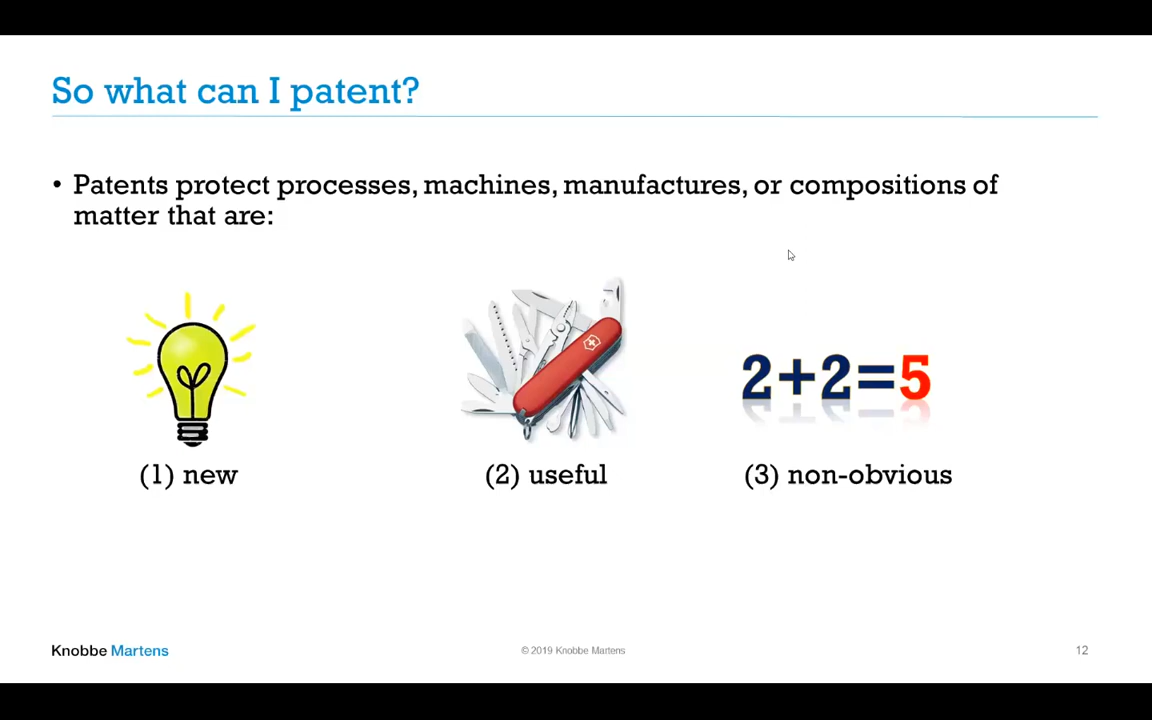 So what can I patent?
• Patents protect processes, machines, manufactures, or compositions of
matter that are:
2+2=5
(1) new
(2) useful
(3) non-obvious
Knobbe Martens
© 2019 Knobbe Martens
12